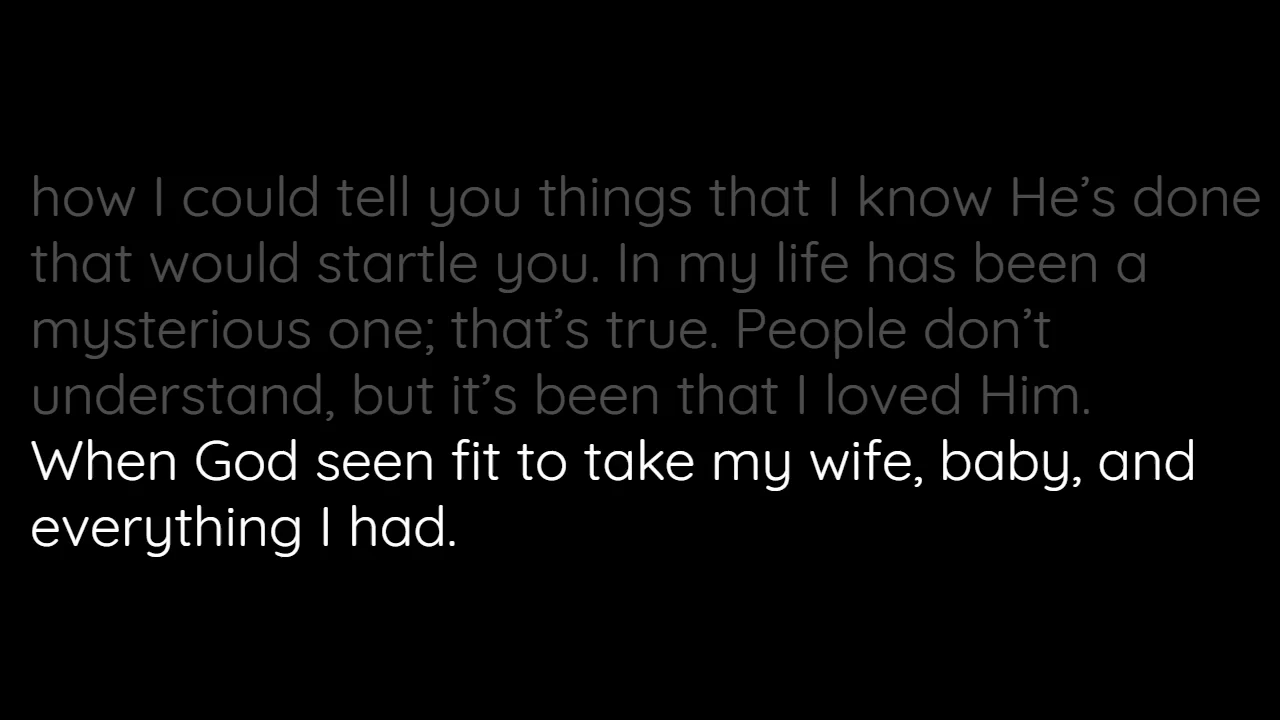 how I could tell you things that I know He’s done
that would startle you. In my life has been a
mysterious one; that’s true. People don’t
understand, but it’s been that I loved Him.
When God seen fit to take my wife, baby, and
everything I had.